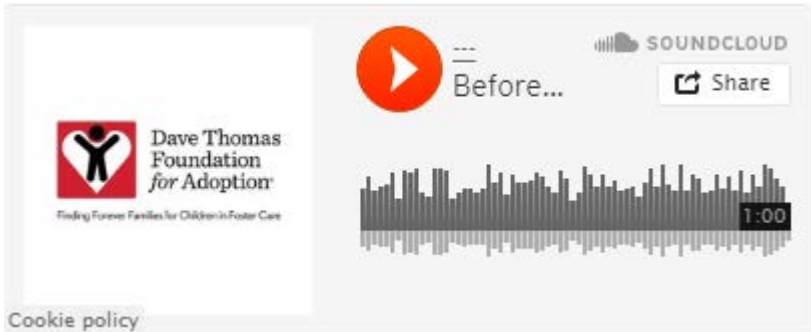 Dave Thomas
Foundation
for Adoption
Finding Forever Families for Children in Foster Care
---
Before...
SOUNDCLOUD
Share
1:00
Cookie policy